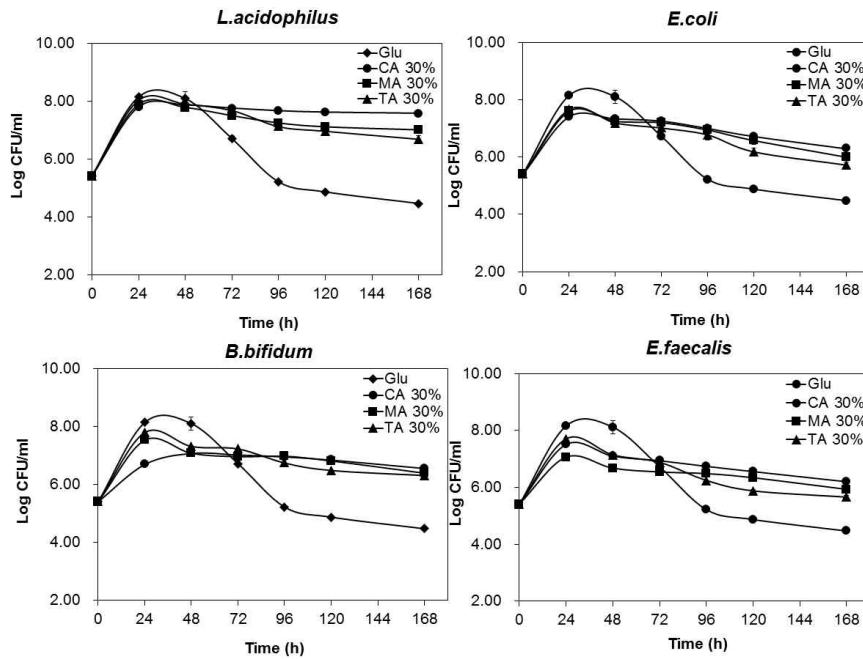 L.acidophilus
10.00
8.00
6.00
4.00
2.00
Log CFU/ml
0 24 48 72 96 120 144 168
Time (h)
Glu
CA 30%
MA 30%
TA 30%
E.coli
10.00
8.00
6.00
4.00
2.00
Log CFU/ml
0 24 48 72 96 120 144 168
Time (h)
Glu
CA 30%
MA 30%
TA 30%
B.bifidum
10.00
8.00
6.00
4.00
2.00
Log CFU/ml
0 24 48 72 96 120 144 168
Time (h)
Glu
CA 30%
MA 30%
TA 30%
E.faecalis
10.00
8.00
6.00
4.00
2.00
Log CFU/ml
0 24 48 72 96 120 144 168
Time (h)
Glu
CA 30%
MA 30%
TA 30%